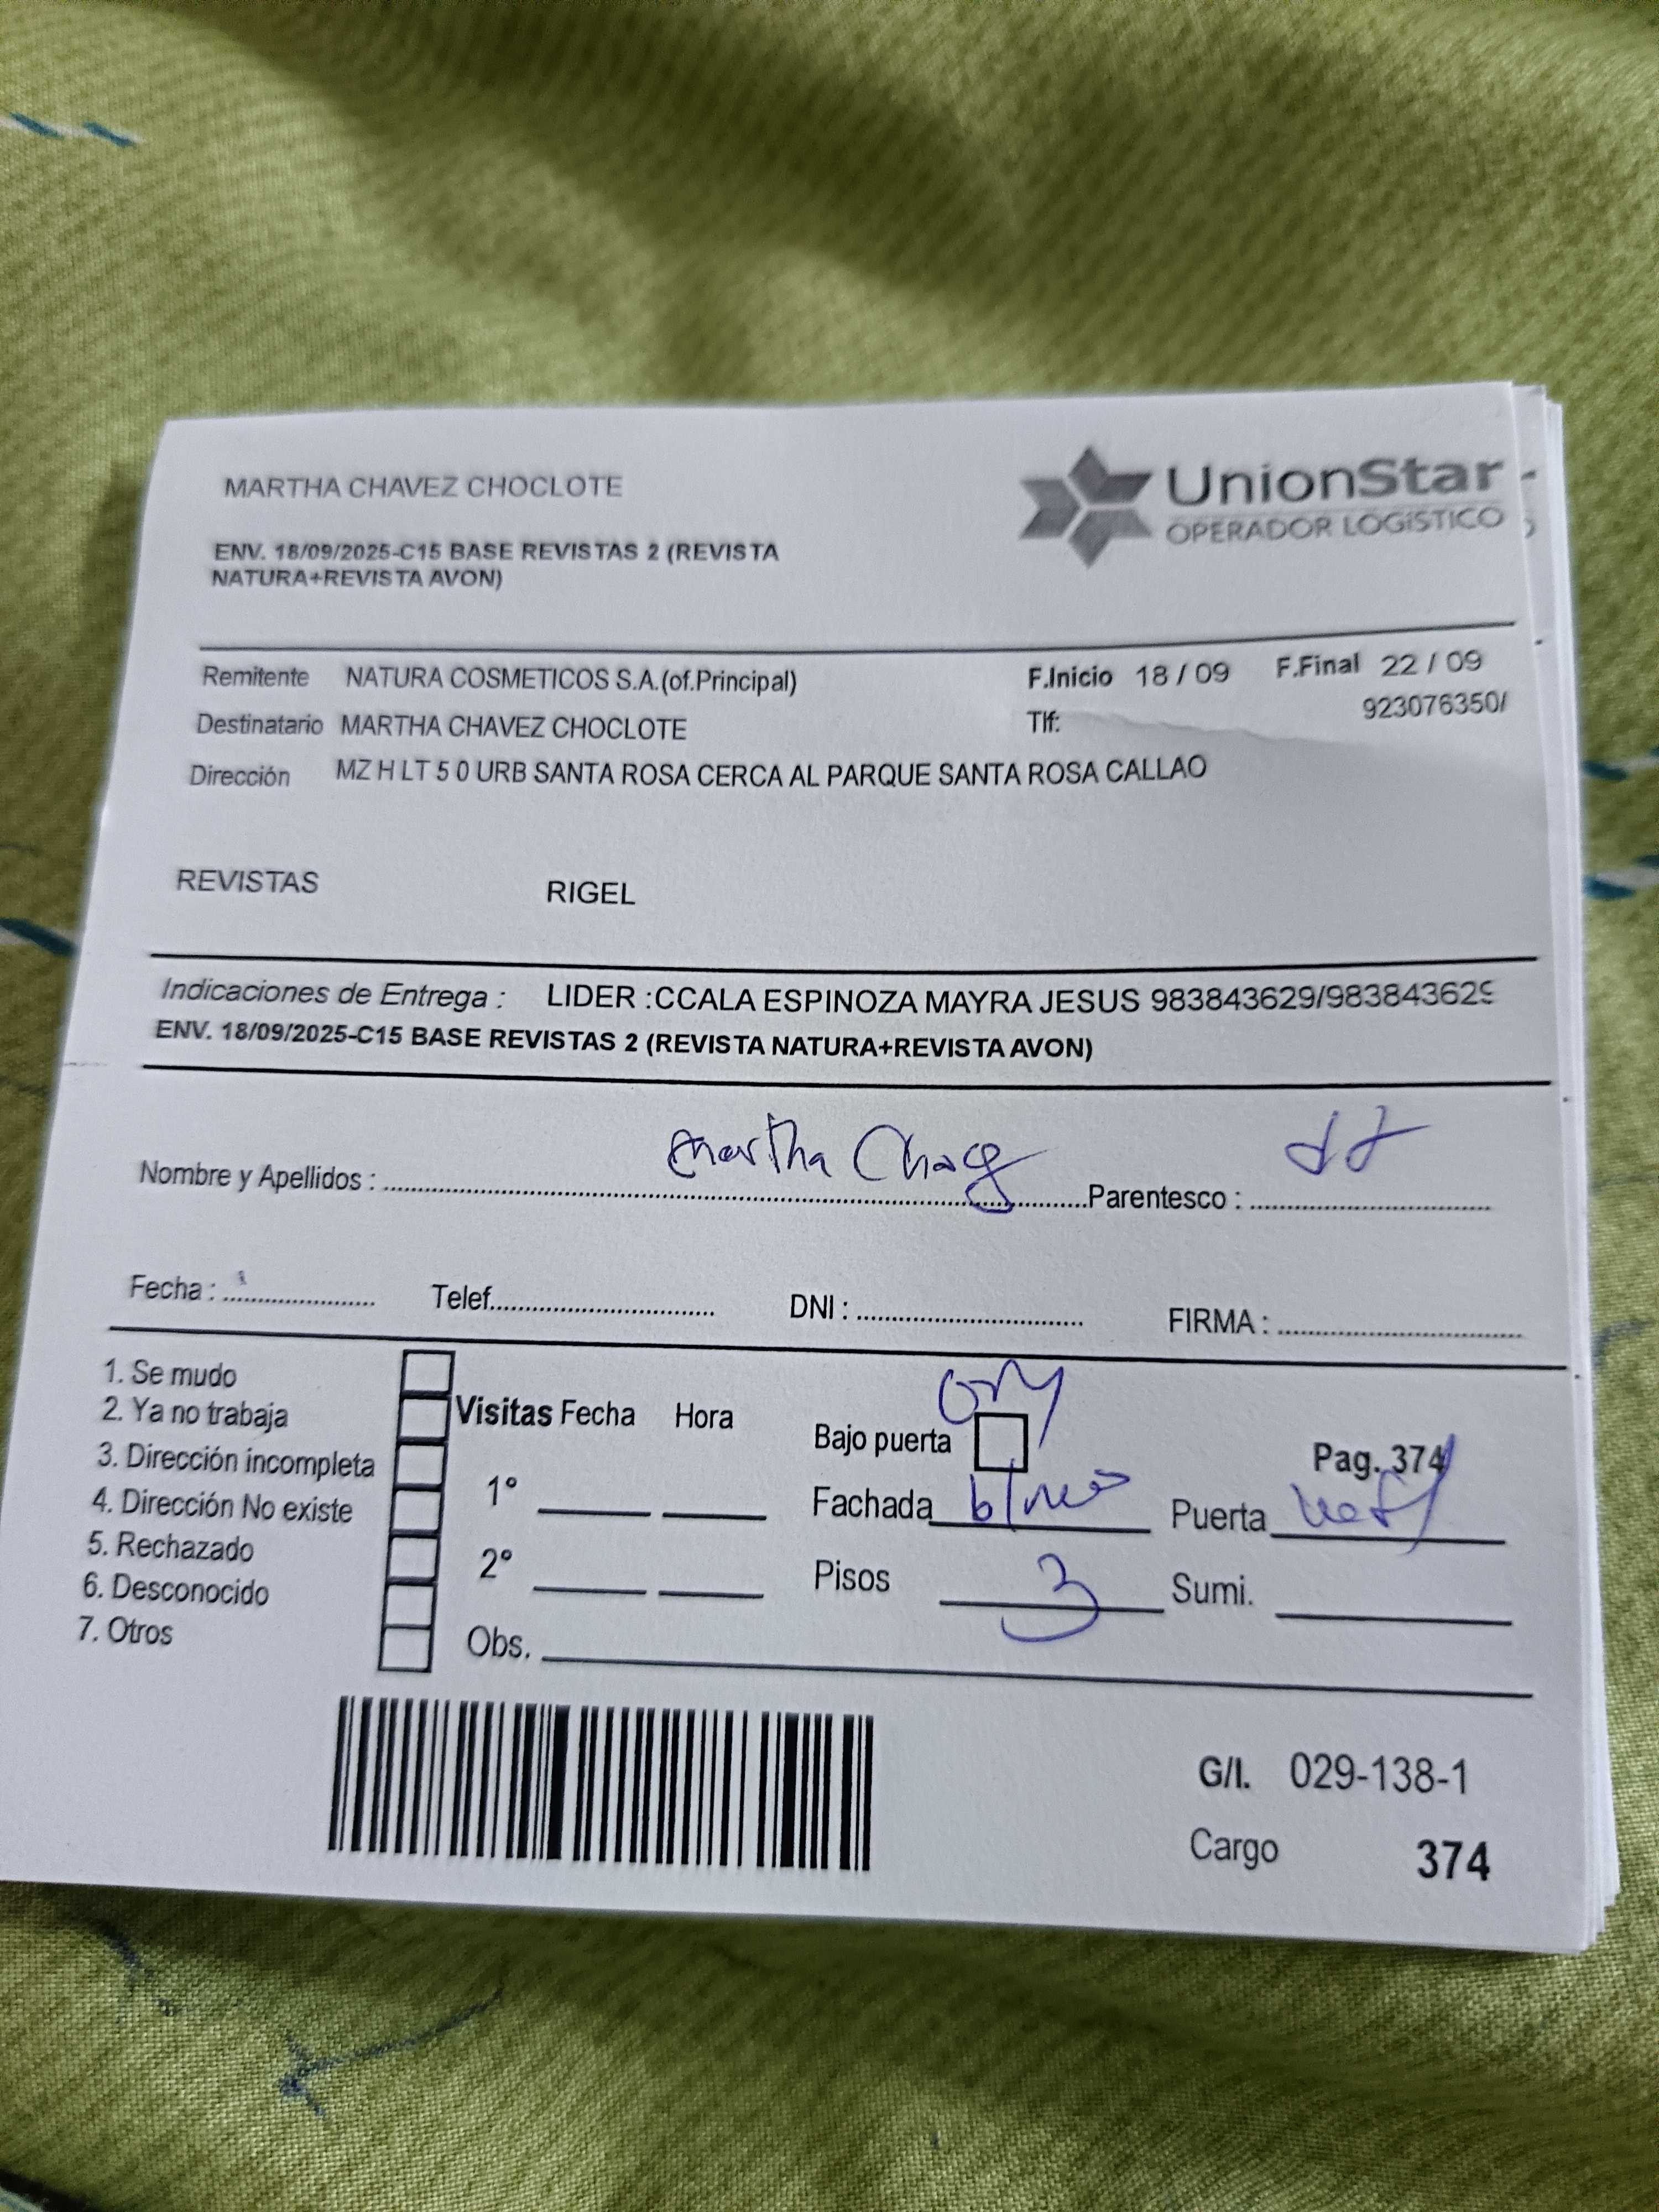 MARTHA CHAVEZ CHOCLOTE
UnionStar
OPERADOR LOGÍSTICO
ENV. 18/09/2025-C15 BASE REVISTAS 2 (REVISTA
NATURA+REVISTA AVON)
Remitente NATURA COSMETICOS S.A.(of.Principal) F.Inicio 18 / 09 F.Final 22 / 09
Destinatario MARTHA CHAVEZ CHOCLOTE Tlf: 923076350/
Dirección MZ H LT 5 0 URB SANTA ROSA CERCA AL PARQUE SANTA ROSA CALLAO
REVISTAS RIGEL
Indicaciones de Entrega : LIDER :CCALA ESPINOZA MAYRA JESUS 983843629/983843629
ENV. 18/09/2025-C15 BASE REVISTAS 2 (REVISTA NATURA+REVISTA AVON)
Nombre y Apellidos : Martha Parentesco :
Fecha : Telef. DNI : FIRMA :
1. Se mudo
2. Ya no trabaja
3. Dirección incompleta
4. Dirección No existe
5. Rechazado
6. Desconocido
7. Otros
Visitas Fecha Hora
1°
2°
Obs.
Bajo puerta Pag. 374
Fachada Puerta
Pisos 3 Sumi.
G/I. 029-138-1
Cargo 374